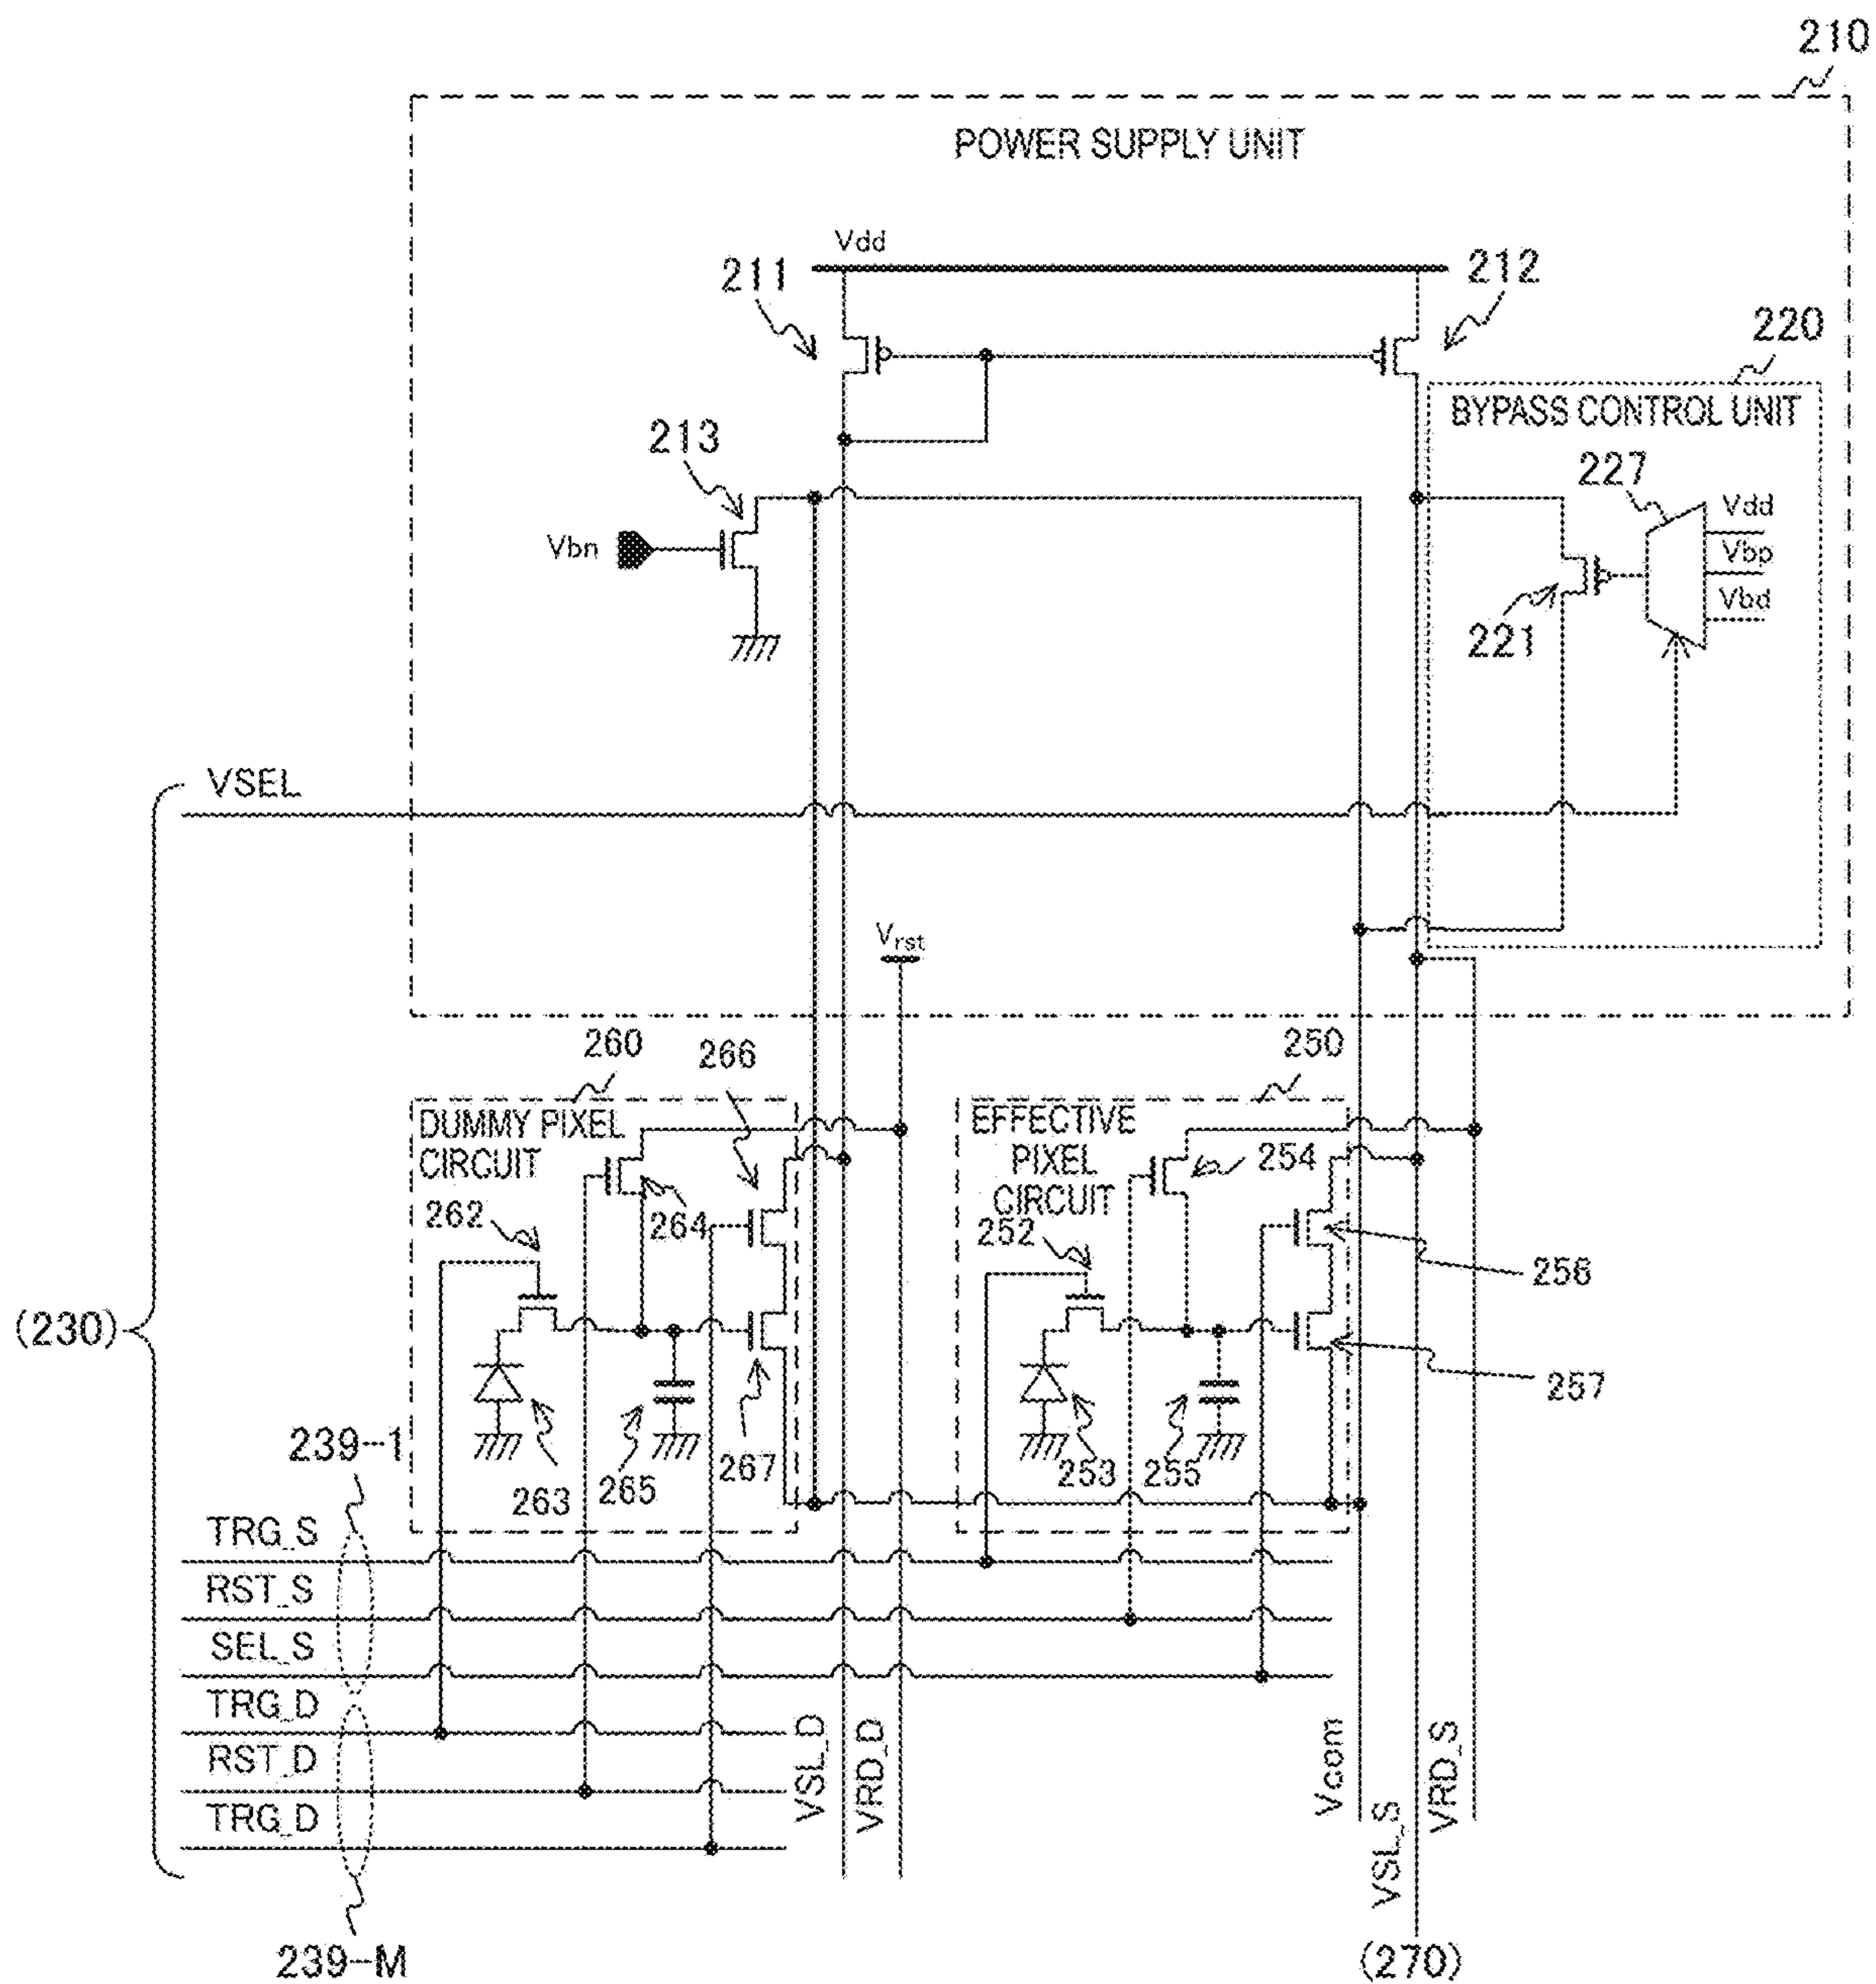 210
POWER SUPPLY UNIT
Vdd
211
212
220
BYPASS CONTROL UNIT
213
227
Vdd
Vbn
Vbp
Vbd
221
VSEL
Vrst
260
266
250
DUMMY PIXEL
CIRCUIT
EFFECTIVE
PIXEL
CIRCUIT
254
262
264
252
256
(230)
257
239-1
263
265
267
253
255
TRG_S
RST_S
SEL_S
TRG_D
RST_D
TRG_D
VSL_D
VRD_D
Vcom
VSL_S
VRD_S
239-M
(270)